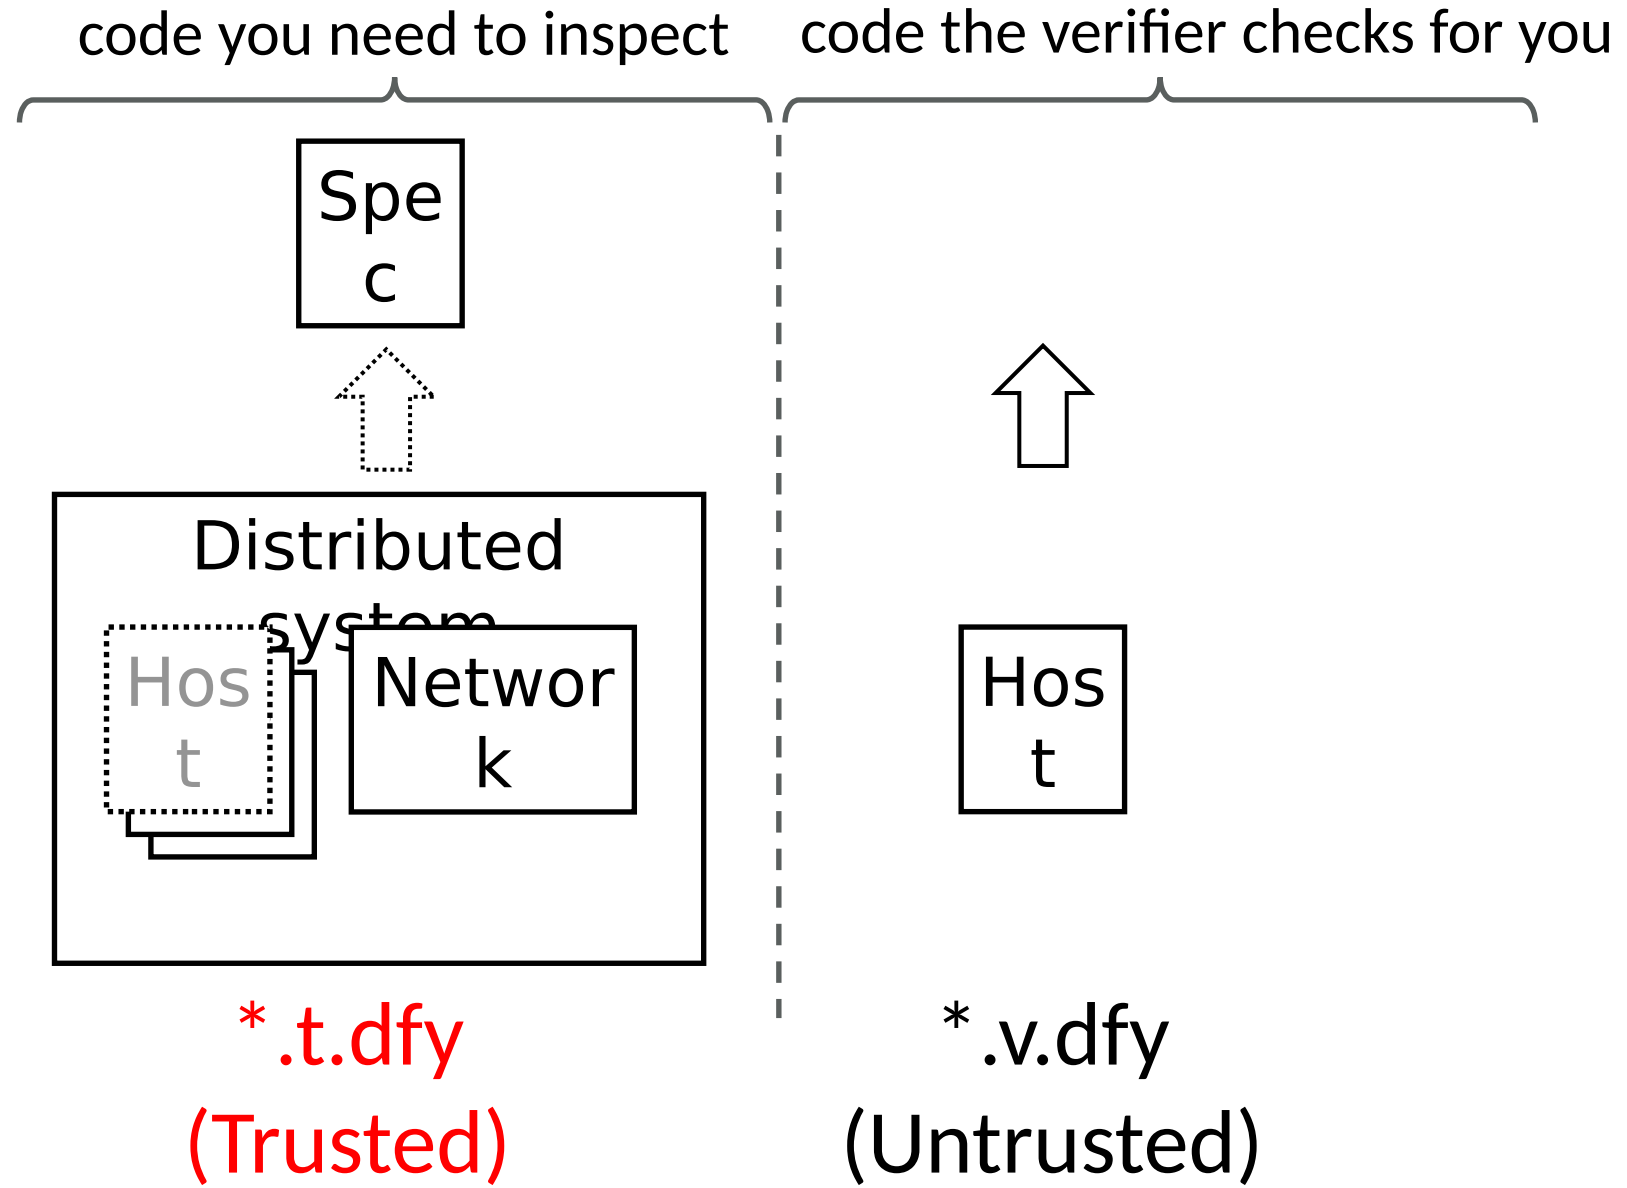 code you need to inspect
code the verifier checks for you
Spe
c
Distributed
system
Hos
t
Networ
k
Hos
t
*.t.dfy
(Trusted)
*.v.dfy
(Untrusted)